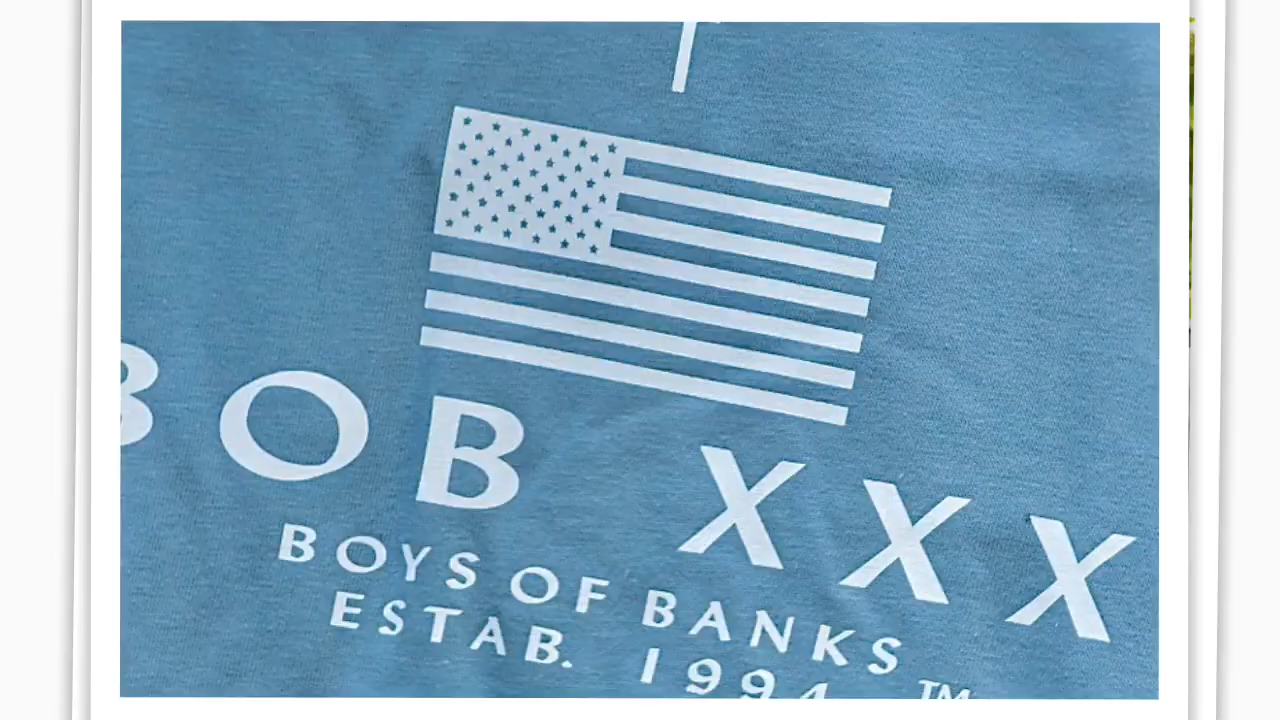 BOB XXX
BOYS OF BANKS
ESTAB. 1994 ™